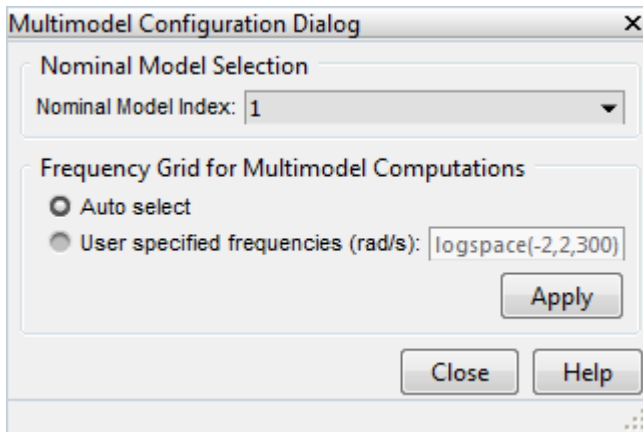 Multimodel Configuration Dialog
Nominal Model Selection
Nominal Model Index: 1
Frequency Grid for Multimodel Computations
Auto select
User specified frequencies (rad/s): logspace(-2,2,300)
Apply
Close Help